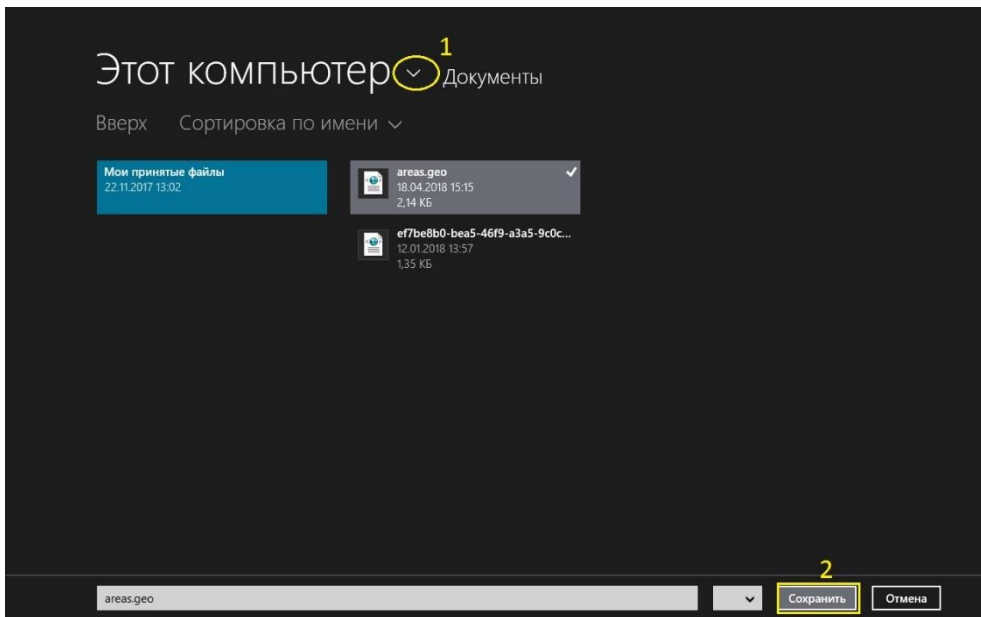 1
Этот компьютер Документы
Вверх Сортировка по имени
Мои принятые файлы
22.11.2017 13:02
areas.geo
18.04.2018 15:15
2,14 КБ
ef7be8b0-bea5-46f9-a3a5-9c0c...
12.01.2018 13:57
1,35 КБ
2
areas.geo
Сохранить Отмена